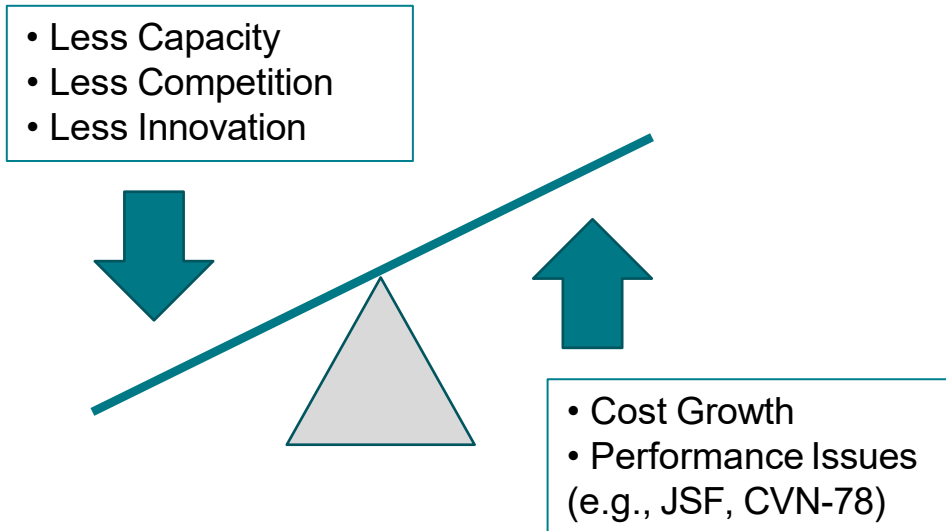 • Less Capacity
• Less Competition
• Less Innovation
• Cost Growth
• Performance Issues
(e.g., JSF, CVN-78)